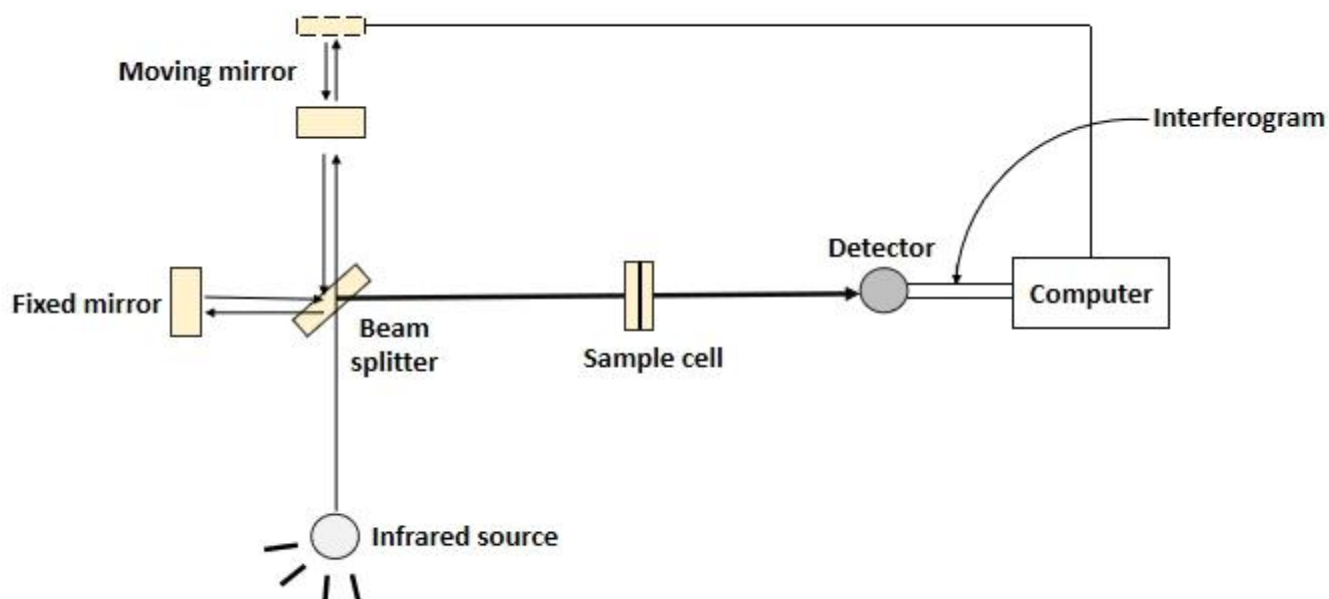 Moving mirror
Interferogram
Detector
Fixed mirror
Computer
Beam
splitter
Sample cell
Infrared source